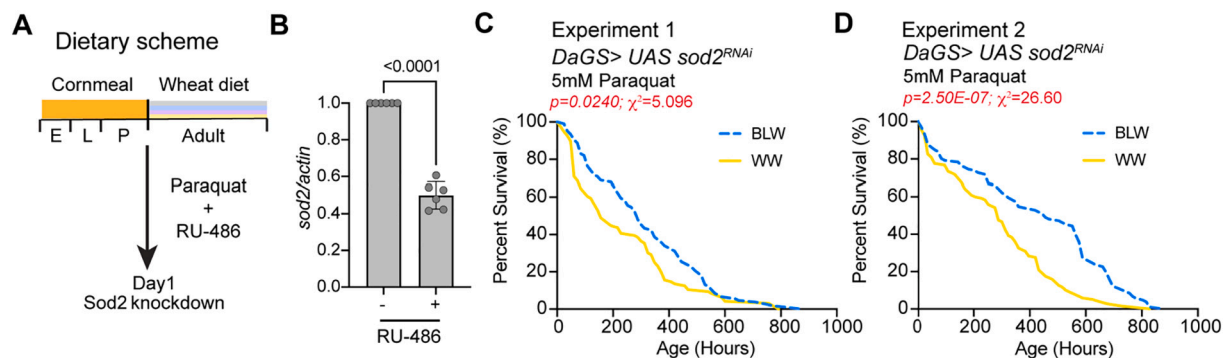 A
Dietary scheme
Cornmeal Wheat diet
E L P Adult
Paraquat
+
RU-486
Day1
Sod2 knockdown
B
<0.0001
sod2/actin
1.0
0.8
0.6
0.4
0.2
0.0
- +
RU-486
C
Experiment 1
DaGS> UAS sod2RNAi
5mM Paraquat
p=0.0240; χ²=5.096
Percent Survival (%)
100
80
60
40
20
0
BLW
WW
0 200 400 600 800 1000
Age (Hours)
D
Experiment 2
DaGS> UAS sod2RNAi
5mM Paraquat
p=2.50E-07; χ²=26.60
Percent Survival (%)
100
80
60
40
20
0
BLW
WW
0 200 400 600 800 1000
Age (Hours)